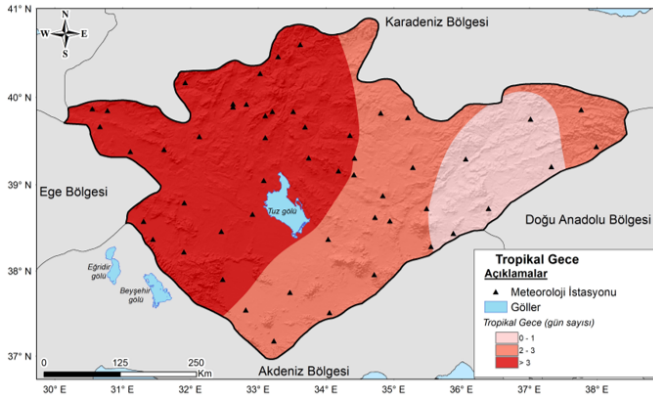 41° N
40° N
39° N
38° N
37° N
N
W E
S
Karadeniz Bölgesi
Ege Bölgesi
Tuz gölü
Doğu Anadolu Bölgesi
Eğridir
gölü
Beyşehir
gölü
Akdeniz Bölgesi
Tropikal Gece
Açıklamalar
Meteoroloji İstasyonu
Göller
Tropikal Gece (gün sayısı)
0 - 1
2 - 3
> 3
0 125 250
Km
30° E 31° E 32° E 33° E 34° E 35° E 36° E 37° E 38° E